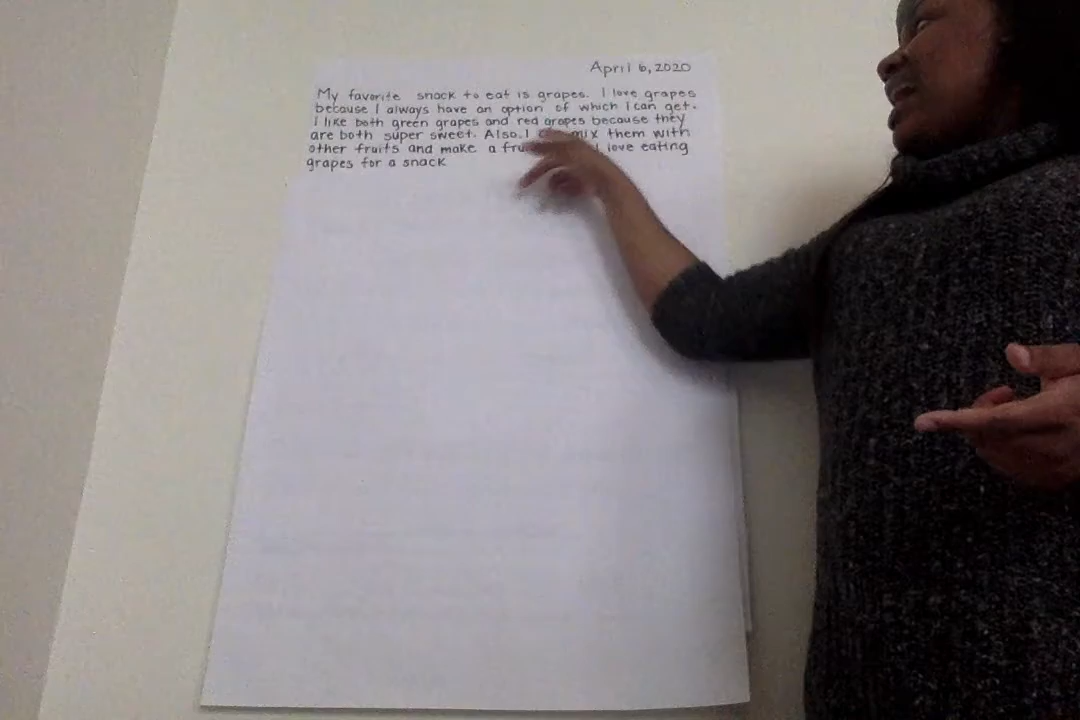 April 6, 2020
My favorite snack to eat is grapes. I love grapes
because I always have an option of which I can get.
I like both green grapes and red grapes because they
are both super sweet. Also I mix them with
other fruits and make a I love eating
grapes for a snack